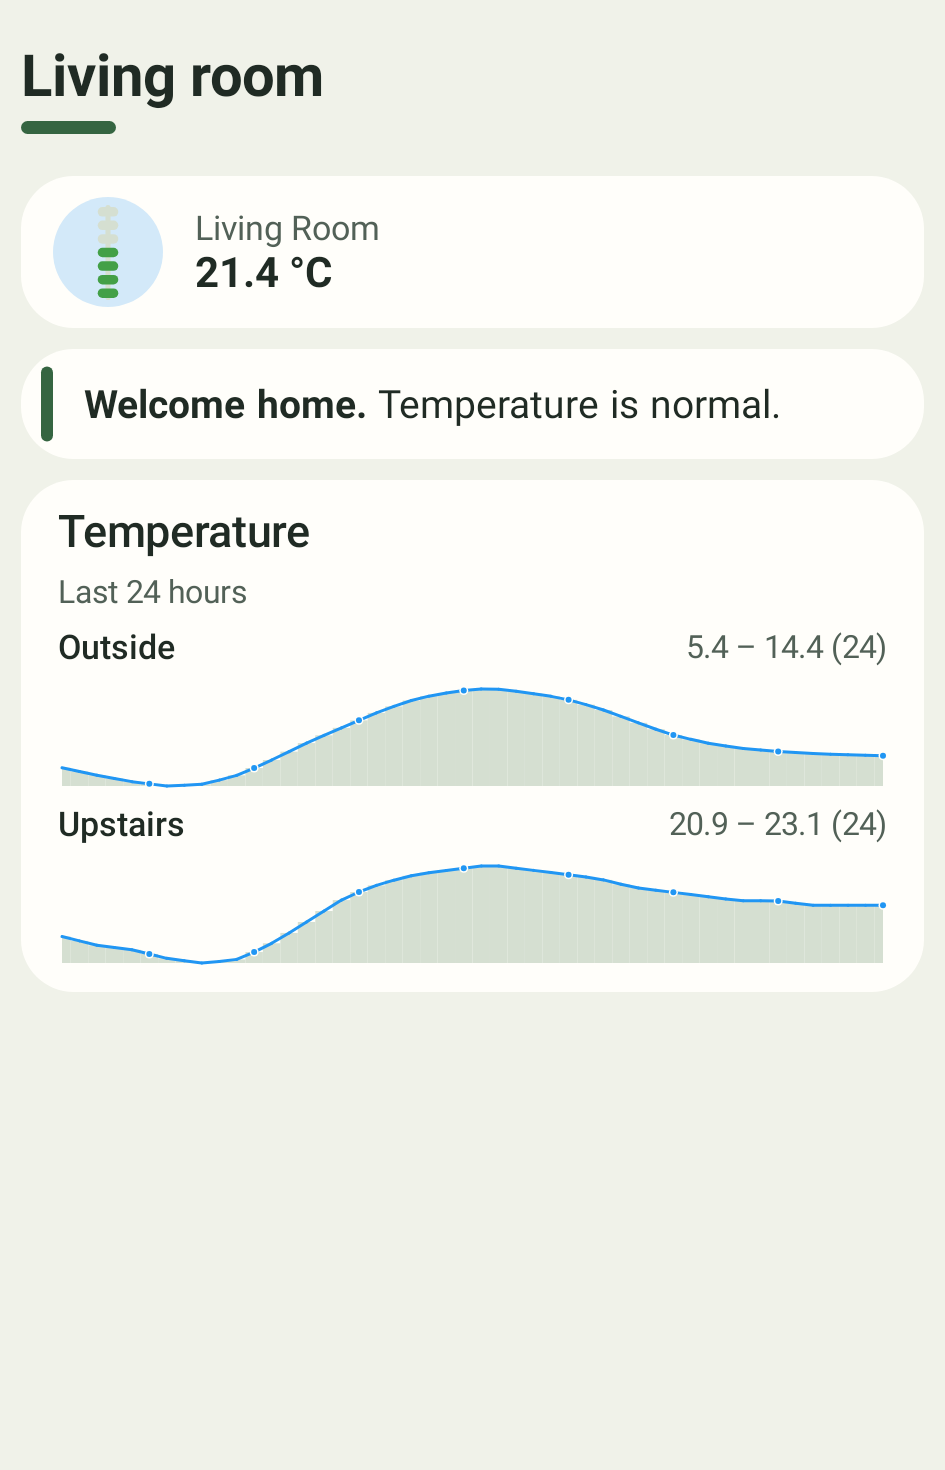 Living room
Living Room
21.4 °C
Welcome home. Temperature is normal.
Temperature
Last 24 hours
Outside 5.4 – 14.4 (24)
Upstairs 20.9 – 23.1 (24)